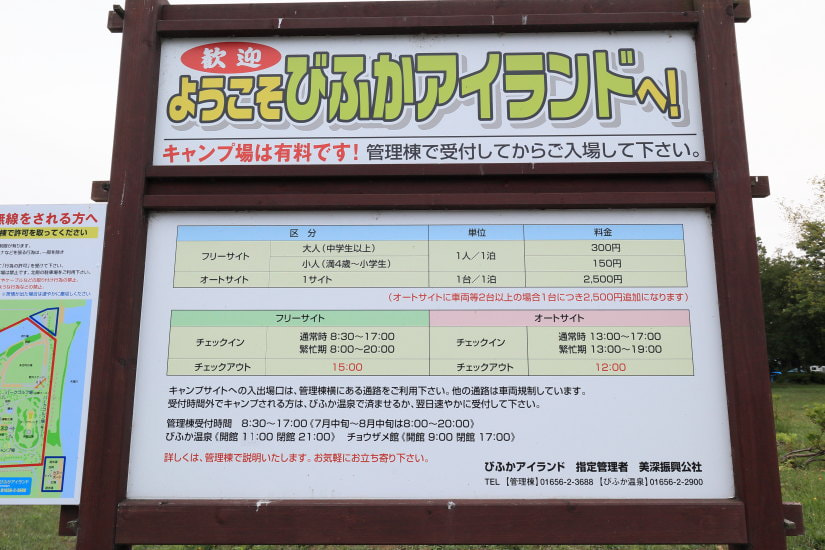 歓迎
ようこそびふかアイランドへ!
キャンプ場は有料です! 管理棟で受付してからご入場して下さい。
区 分 単位 料金
フリーサイト 大人(中学生以上) 1人/1泊 300円
小人(満4歳～小学生) 150円
オートサイト 1サイト 1台/1泊 2,500円
(オートサイトに車両等2台以上の場合1台につき2,500円追加になります)
フリーサイト オートサイト
チェックイン 通常時 8:30～17:00 チェックイン 通常時 13:00～17:00
繁忙期 8:00～20:00 繁忙期 13:00～19:00
チェックアウト 15:00 チェックアウト 12:00
キャンプサイトへの入出場口は、管理棟横にある通路をご利用下さい。他の通路は車両規制しています。
受付時間外でキャンプされる方は、びふか温泉で済ませるか、翌日速やかに受付して下さい。
管理棟受付時間 8:30～17:00《7月中旬～8月中旬は8:00～20:00》
びふか温泉《開館 11:00 閉館 21:00》 チョウザメ館《開館 9:00 閉館 17:00》
詳しくは、管理棟で説明いたします。お気軽にお立ち寄り下さい。
びふかアイランド 指定管理者 美深振興公社
TEL 【管理棟】01656-2-3688 【びふか温泉】01656-2-2900
無線をされる方へ
棟で許可を取ってください